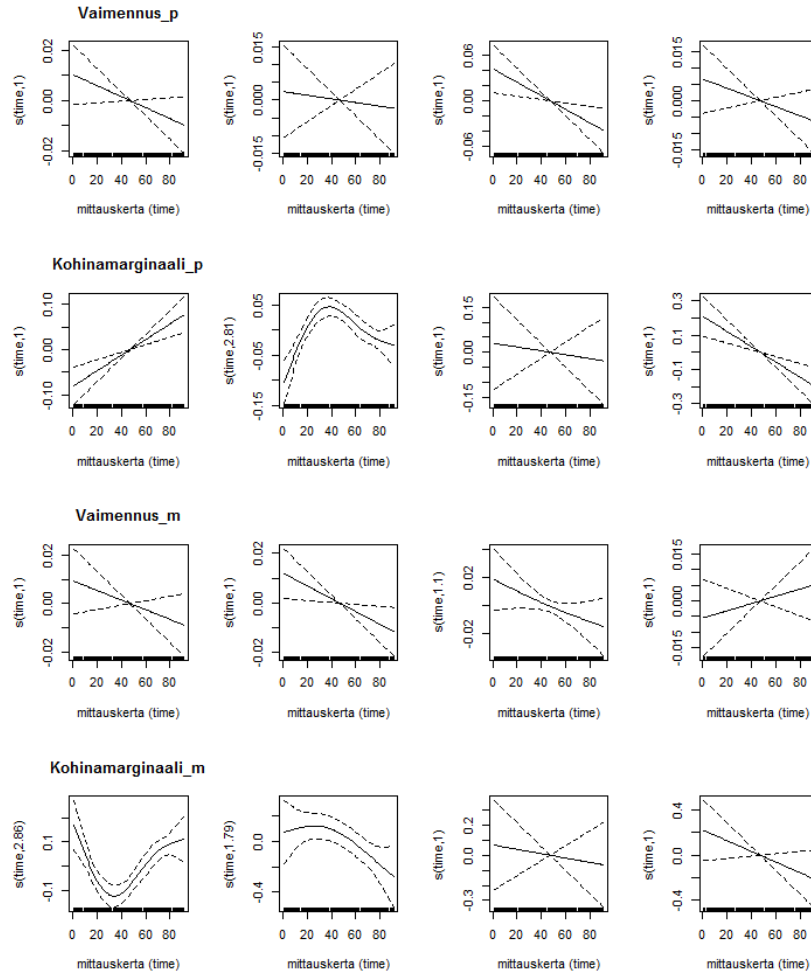 Vaimennus_p
s(time,1)
-0.02 0.00 0.02
0 20 40 60 80
mittauskerta (time)
s(time,1)
-0.015 0.000 0.015
0 20 40 60 80
mittauskerta (time)
s(time,1)
-0.06 0.00 0.06
0 20 40 60 80
mittauskerta (time)
s(time,1)
-0.015 0.000 0.015
0 20 40 60 80
mittauskerta (time)
Kohinamarginaali_p
s(time,1)
-0.10 0.00 0.10
0 20 40 60 80
mittauskerta (time)
s(time,2.81)
-0.15 -0.05 0.05
0 20 40 60 80
mittauskerta (time)
s(time,1)
-0.15 0.00 0.15
0 20 40 60 80
mittauskerta (time)
s(time,1)
-0.3 -0.1 0.1 0.3
0 20 40 60 80
mittauskerta (time)
Vaimennus_m
s(time,1)
-0.02 0.00 0.02
0 20 40 60 80
mittauskerta (time)
s(time,1)
-0.02 0.00 0.02
0 20 40 60 80
mittauskerta (time)
s(time,1.1)
-0.02 0.02
0 20 40 60 80
mittauskerta (time)
s(time,1)
-0.015 0.000 0.015
0 20 40 60 80
mittauskerta (time)
Kohinamarginaali_m
s(time,2.86)
-0.1 0.1
0 20 40 60 80
mittauskerta (time)
s(time,1.79)
-0.4 0.0
0 20 40 60 80
mittauskerta (time)
s(time,1)
-0.3 0.0 0.2
0 20 40 60 80
mittauskerta (time)
s(time,1)
-0.4 0.0 0.4
0 20 40 60 80
mittauskerta (time)